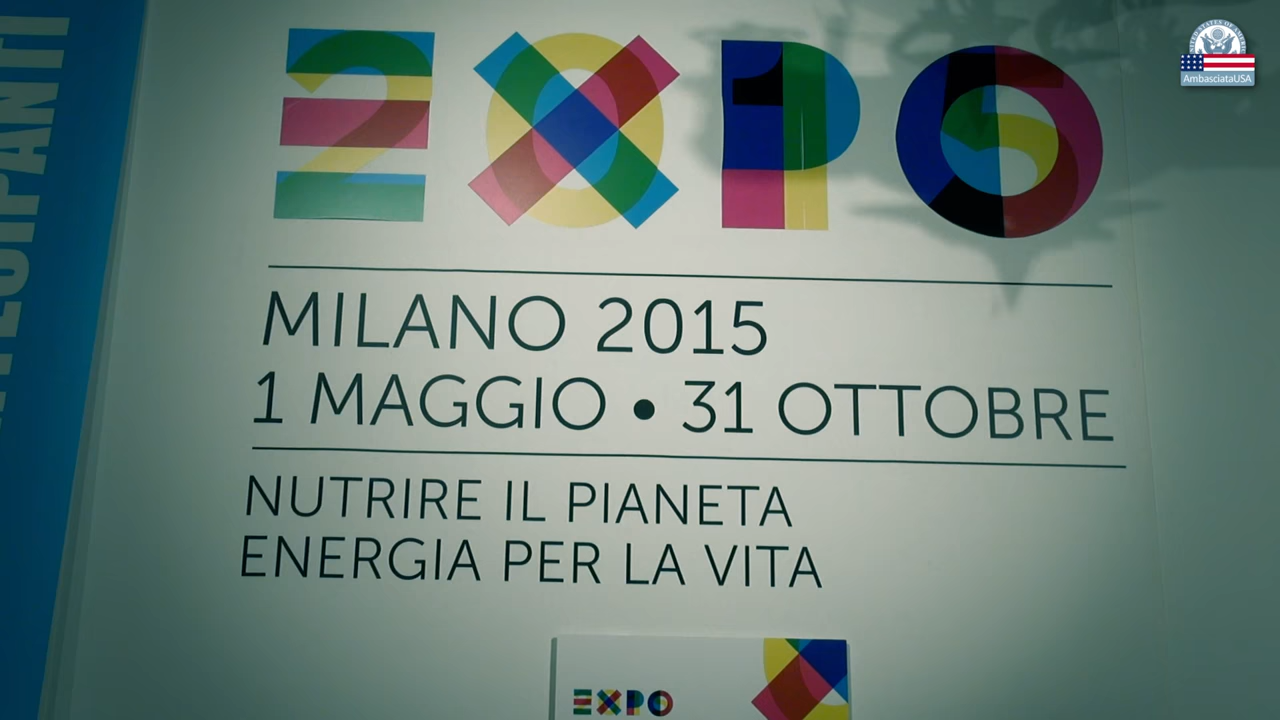 EXPO
MILANO 2015
1 MAGGIO • 31 OTTOBRE
NUTRIRE IL PIANETA
ENERGIA PER LA VITA
EXPO
AmbasciataUSA